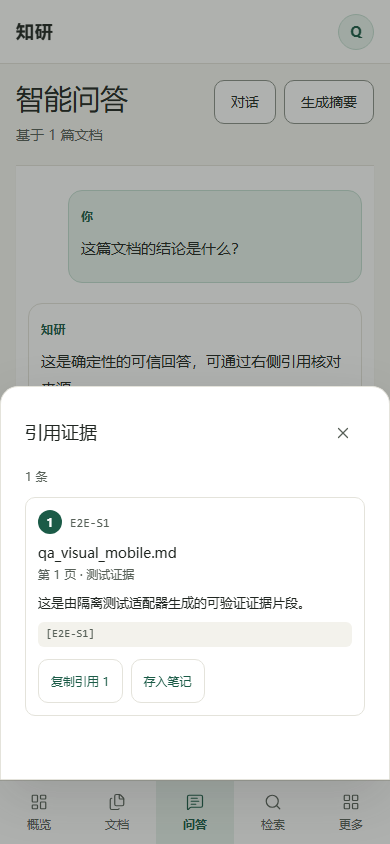 知研
Q
智能问答
对话
生成摘要
基于 1 篇文档
你
这篇文档的结论是什么？
知研
这是确定性的可信回答，可通过右侧引用核对
来源
引用证据
1 条
1 E2E-S1
qa_visual_mobile.md
第 1 页 · 测试证据
这是由隔离测试适配器生成的可验证证据片段。
[E2E-S1]
复制引用 1
存入笔记
概览
文档
问答
检索
更多